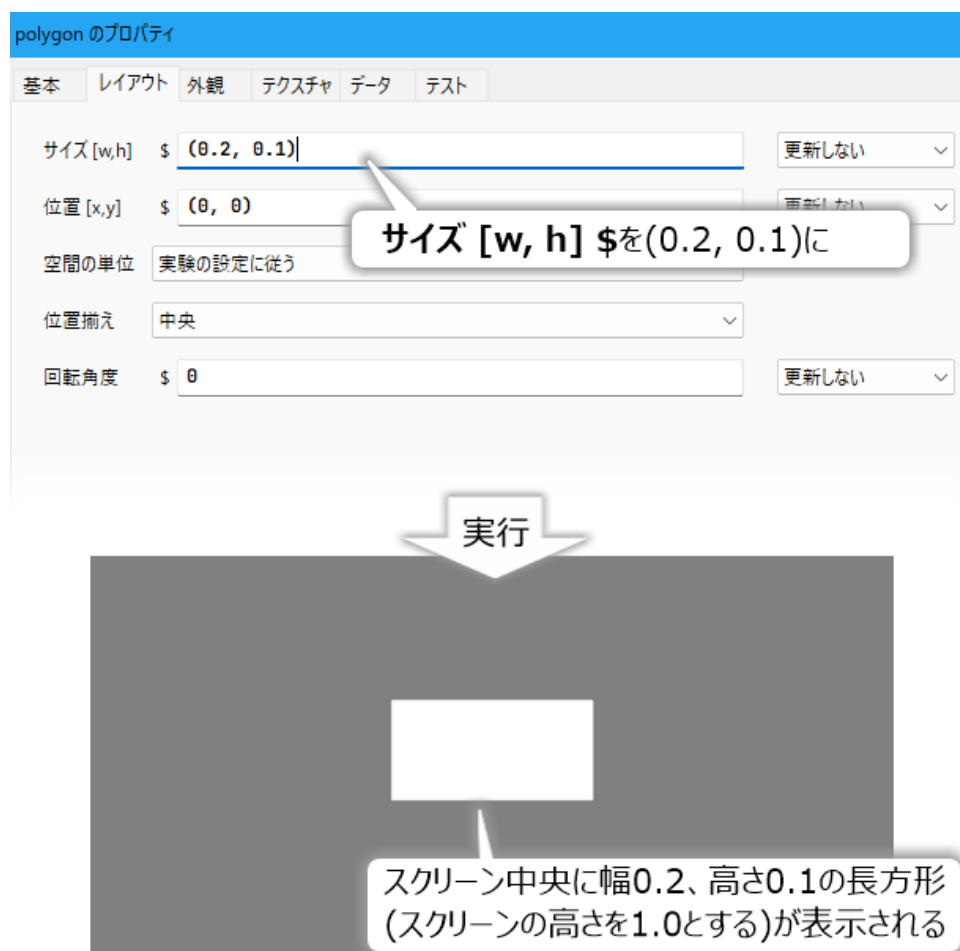 polygon のプロパティ
基本 レイアウト 外観 テクスチャ データ テスト
サイズ [w,h] $ (0.2, 0.1) 更新しない
位置 [x,y] $ (0, 0) 更新しない
サイズ [w, h] $を(0.2, 0.1)に
空間の単位 実験の設定に従う
位置揃え 中央
回転角度 $ 0 更新しない
実行
スクリーン中央に幅0.2、高さ0.1の長方形
(スクリーンの高さを1.0とする)が表示される